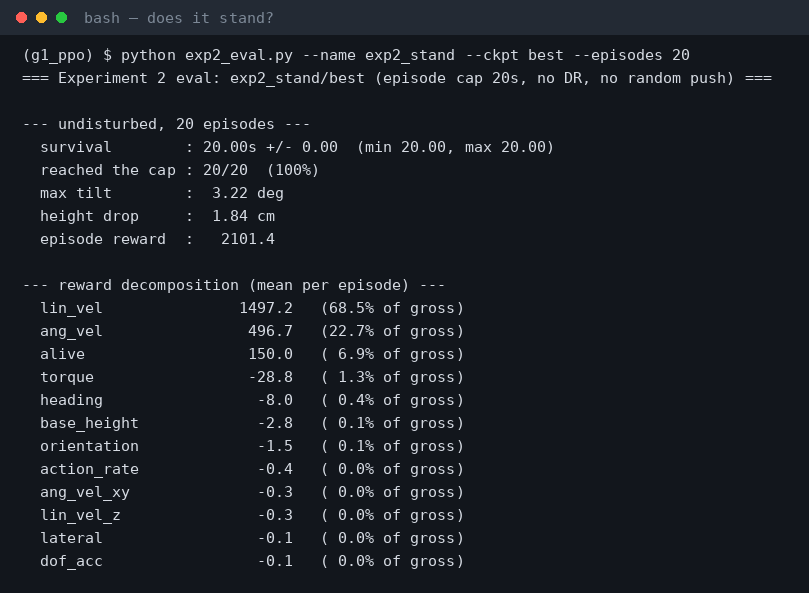 bash — does it stand?
(g1_ppo) $ python exp2_eval.py --name exp2_stand --ckpt best --episodes 20
=== Experiment 2 eval: exp2_stand/best (episode cap 20s, no DR, no random push) ===
--- undisturbed, 20 episodes ---
survival        : 20.00s +/- 0.00  (min 20.00, max 20.00)
reached the cap : 20/20  (100%)
max tilt        :  3.22 deg
height drop     :  1.84 cm
episode reward  :   2101.4
--- reward decomposition (mean per episode) ---
lin_vel               1497.2   (68.5% of gross)
ang_vel                496.7   (22.7% of gross)
alive                  150.0   ( 6.9% of gross)
torque                 -28.8   ( 1.3% of gross)
heading                 -8.0   ( 0.4% of gross)
base_height             -2.8   ( 0.1% of gross)
orientation             -1.5   ( 0.1% of gross)
action_rate             -0.4   ( 0.0% of gross)
ang_vel_xy              -0.3   ( 0.0% of gross)
lin_vel_z               -0.3   ( 0.0% of gross)
lateral                 -0.1   ( 0.0% of gross)
dof_acc                 -0.1   ( 0.0% of gross)